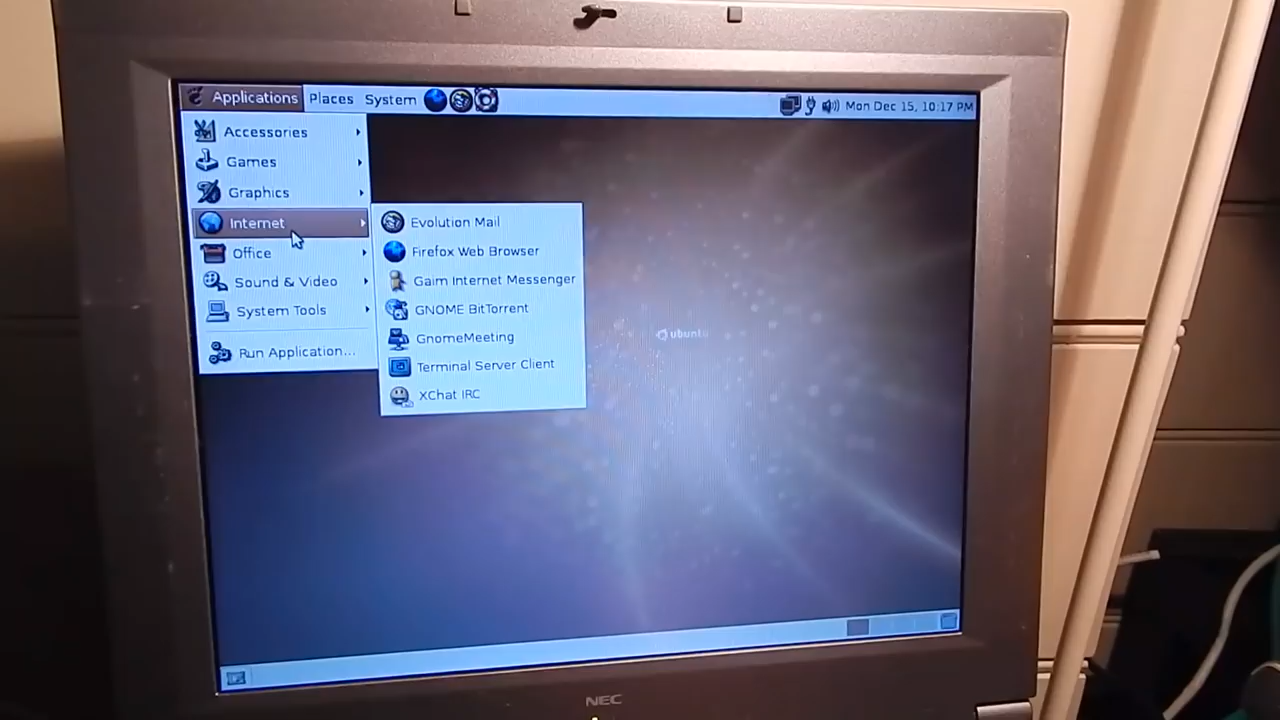 Applications Places System Mon Dec 15, 10:17 PM
Accessories
Games
Graphics
Internet
Office
Sound & Video
System Tools
Run Application...
Evolution Mail
Firefox Web Browser
Gaim Internet Messenger
GNOME BitTorrent
GnomeMeeting
Terminal Server Client
XChat IRC
ubuntu
NEC